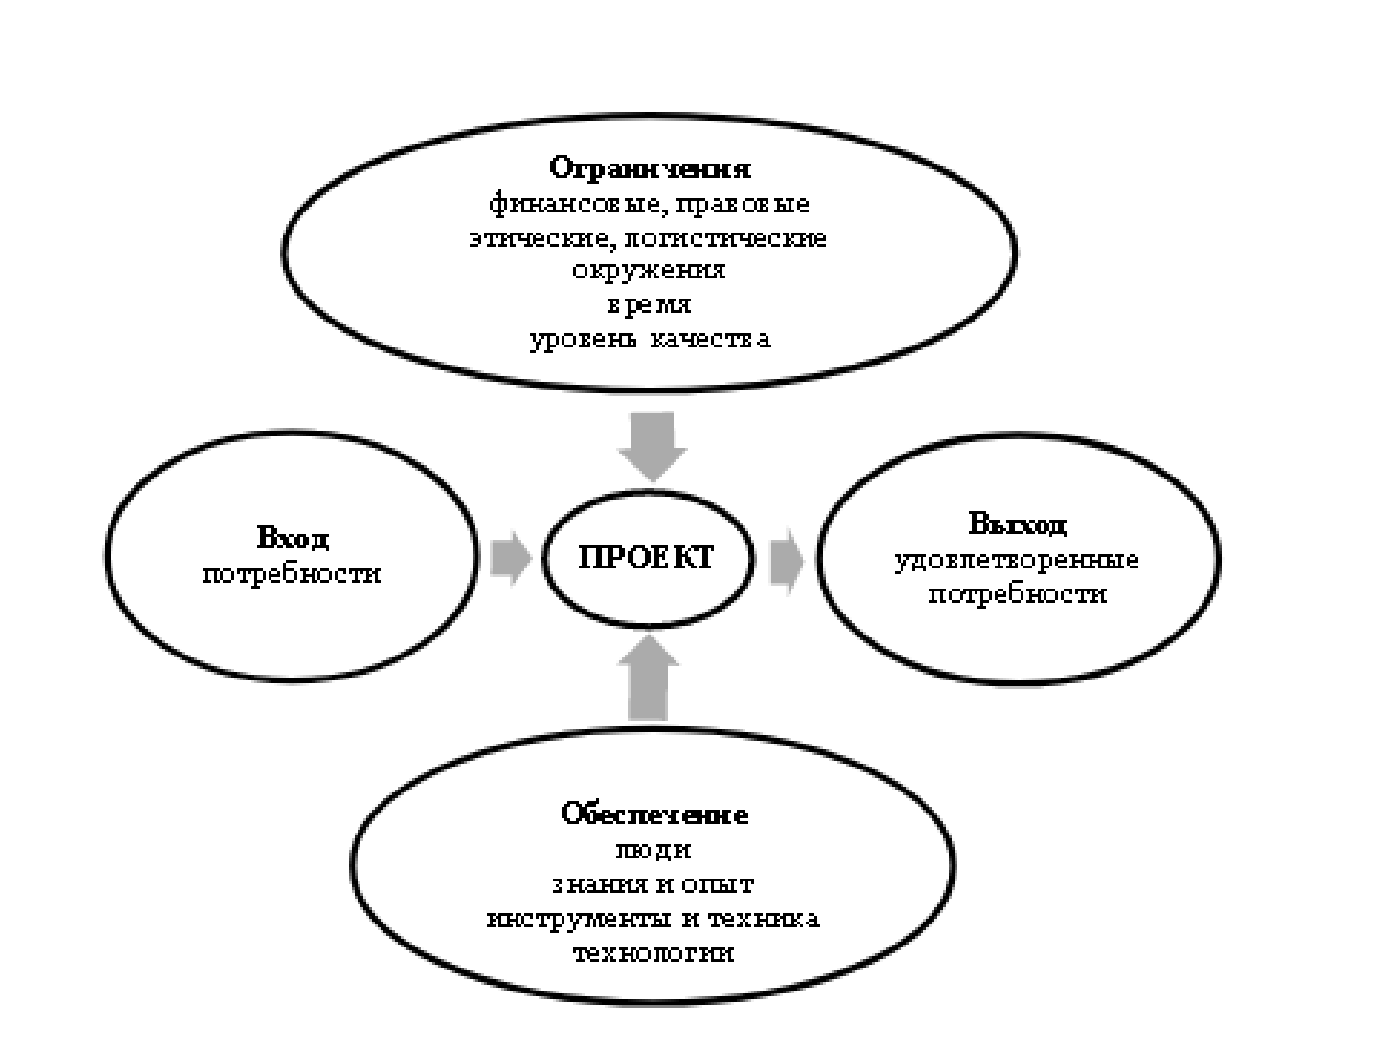 Ограничения
финансовые, правовые
этические, логистические
окружения
время
уровень качества
Вход
потребности
ПРОЕКТ
Выход
удовлетворенные
потребности
Обеспечение
люди
знания и опыт
инструменты и техника
технологии